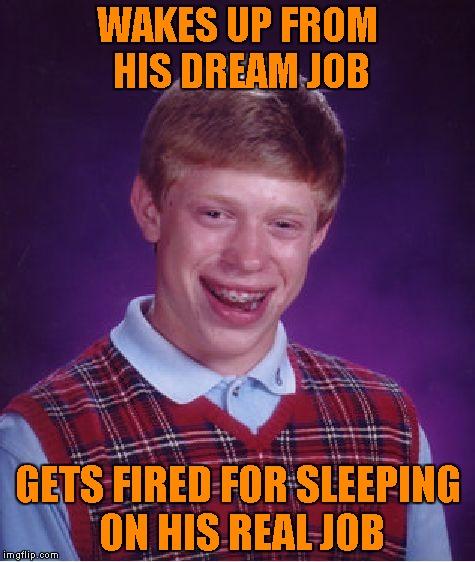 WAKES UP FROM
HIS DREAM JOB
GETS FIRED FOR SLEEPING
ON HIS REAL JOB
imgflip.com